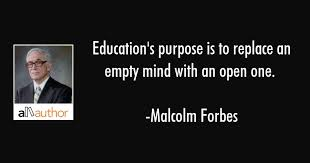 Education's purpose is to replace an
empty mind with an open one.
-Malcolm Forbes
allauthor